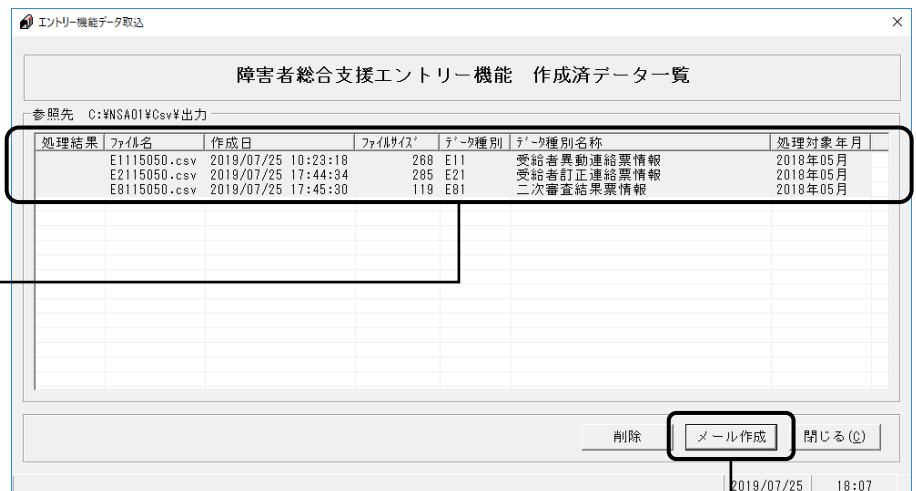 エントリー機能データ取込
障害者総合支援エントリー機能 作成済データ一覧
参照先 C:¥NSA01¥Csv¥出力
処理結果 ﾌｧｲﾙ名 作成日 ﾌｧｲﾙｻｲｽﾞ ﾃﾞｰﾀ種別 ﾃﾞｰﾀ種別名称 処理対象年月
E1115050.csv 2019/07/25 10:23:18 268 E11 受給者異動連絡票情報 2018年05月
E2115050.csv 2019/07/25 17:44:34 285 E21 受給者訂正連絡票情報 2018年05月
E8115050.csv 2019/07/25 17:45:30 119 E81 二次審査結果票情報 2018年05月
削除 メール作成 閉じる(C)
2019/07/25 18:07